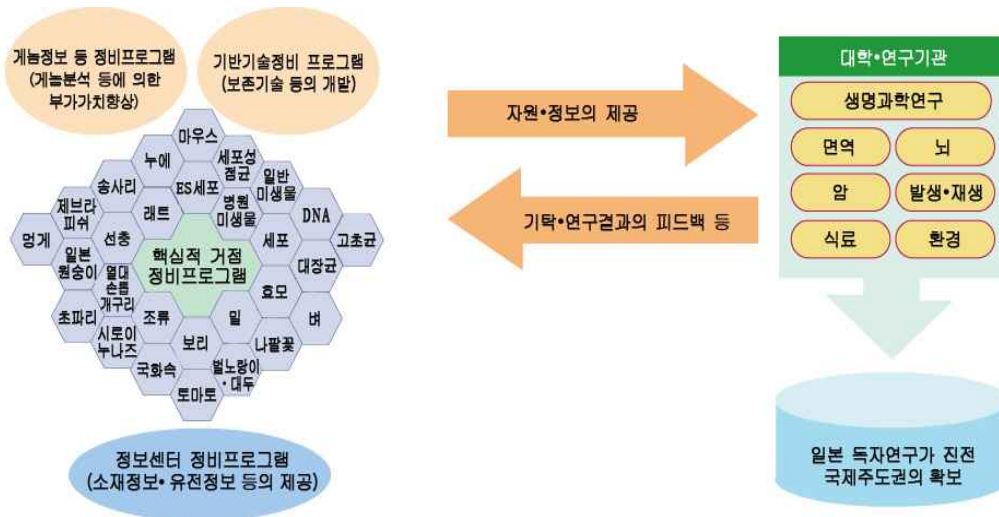 게놈정보 등 정비프로그램
(게놈분석 등에 의한
부가가치향상)
기반기술정비 프로그램
(보존기술 등의 개발)
마우스
누에
세포성
점균
송사리
ES세포
일반
미생물
제브라
피쉬
래트
병원
미생물
DNA
멍게
선충
세포
고초균
핵심적 거점
정비프로그램
일본
원숭이
대장균
열대
손톱
개구리
효모
초파리
조류
밀
벼
시로이
누나즈
보리
나팔꽃
국화속
벌노랑이
·대두
토마토
정보센터 정비프로그램
(소재정보•유전정보 등의 제공)
자원•정보의 제공
기탁•연구결과의 피드백 등
대학•연구기관
생명과학연구
면역
뇌
암
발생•재생
식료
환경
일본 독자연구가 진전
국제주도권의 확보